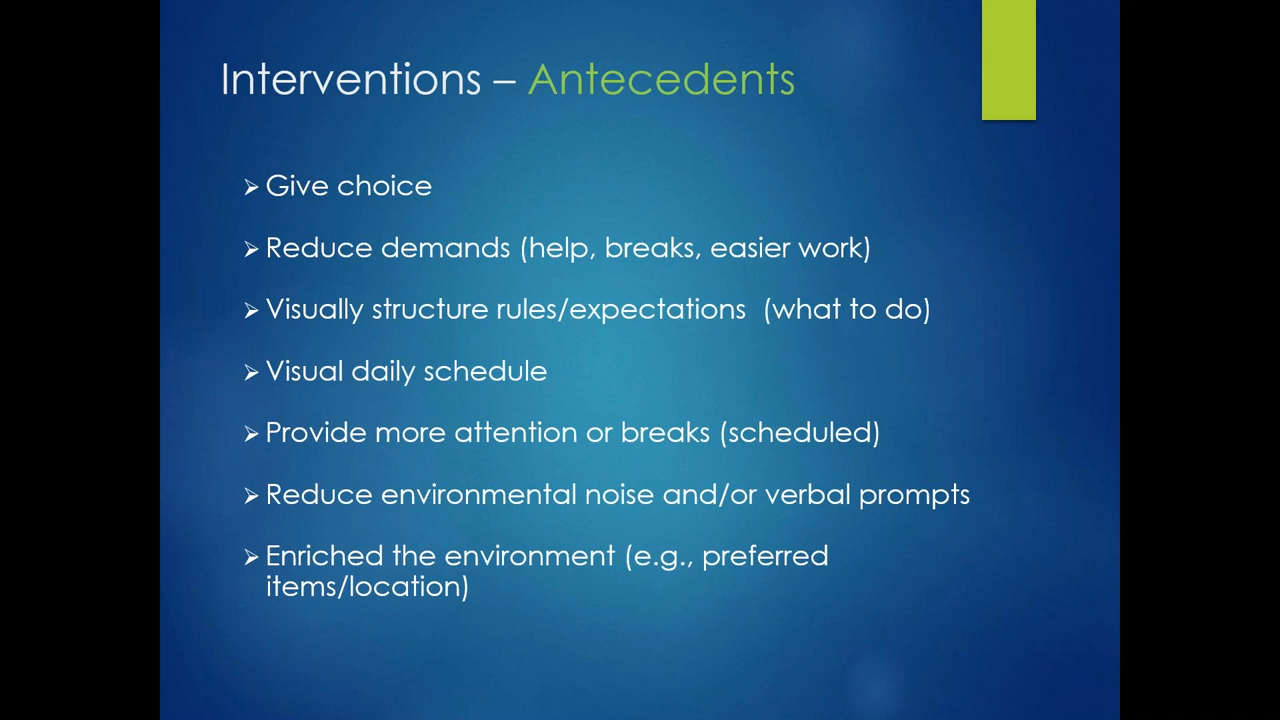 Interventions – Antecedents
➢ Give choice
➢ Reduce demands (help, breaks, easier work)
➢ Visually structure rules/expectations  (what to do)
➢ Visual daily schedule
➢ Provide more attention or breaks (scheduled)
➢ Reduce environmental noise and/or verbal prompts
➢ Enriched the environment (e.g., preferred
items/location)